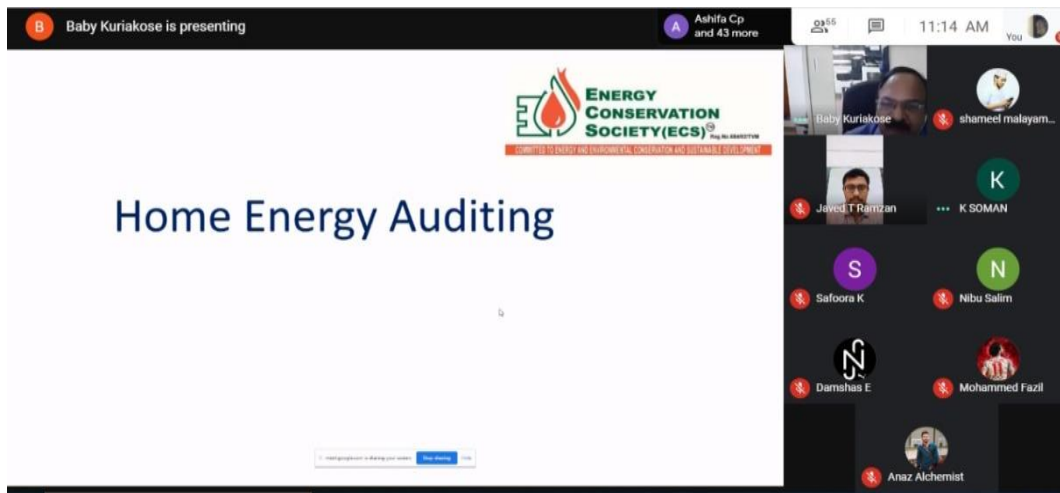 B Baby Kuriakose is presenting
A Ashifa Cp
and 43 more
55
11:14 AM
You
ENERGY
CONSERVATION
SOCIETY(ECS)
COMMITTED TO ENERGY AND ENVIRONMENTAL CONSERVATION AND SUSTAINABLE DEVELOPMENT
Home Energy Auditing
Stop sharing
Hide
Baby Kuriakose
shameel malayam...
Javed T Ramzan
K
K SOMAN
S
Safoora K
N
Nibu Salim
Damshas E
11
Mohammed Fazil
Anaz Alchemist